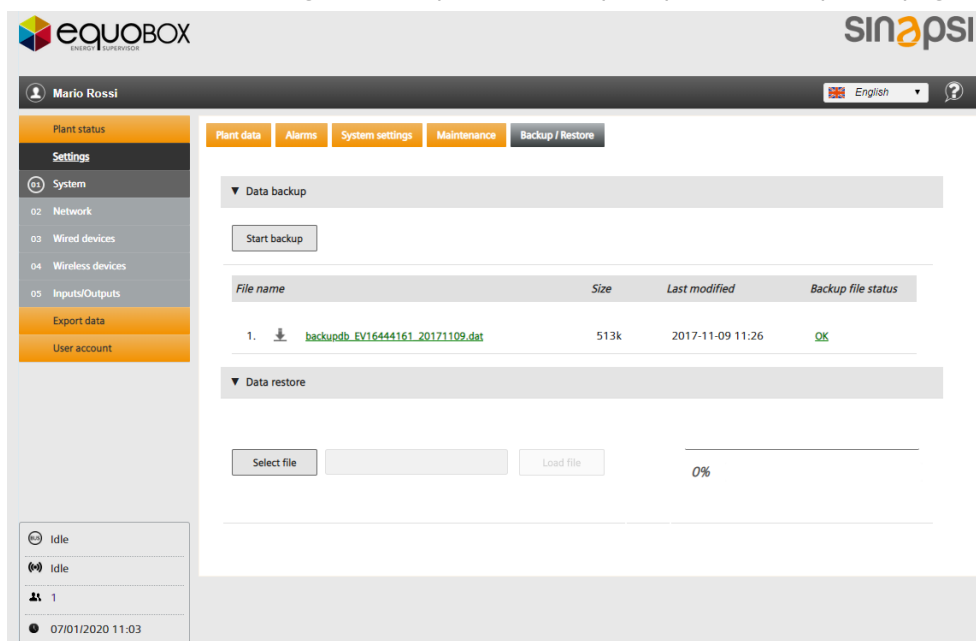 equoBOX
ENERGY SUPERVISOR
sinapsi
Mario Rossi
English
?
Plant status
Settings
01 System
02 Network
03 Wired devices
04 Wireless devices
05 Inputs/Outputs
Export data
User account
Plant data Alarms System settings Maintenance Backup / Restore
▼ Data backup
Start backup
File name Size Last modified Backup file status
1. backupdb_EV16444161_20171109.dat 513k 2017-11-09 11:26 OK
▼ Data restore
Select file Load file
0%
BUS Idle
Idle
1
07/01/2020 11:03